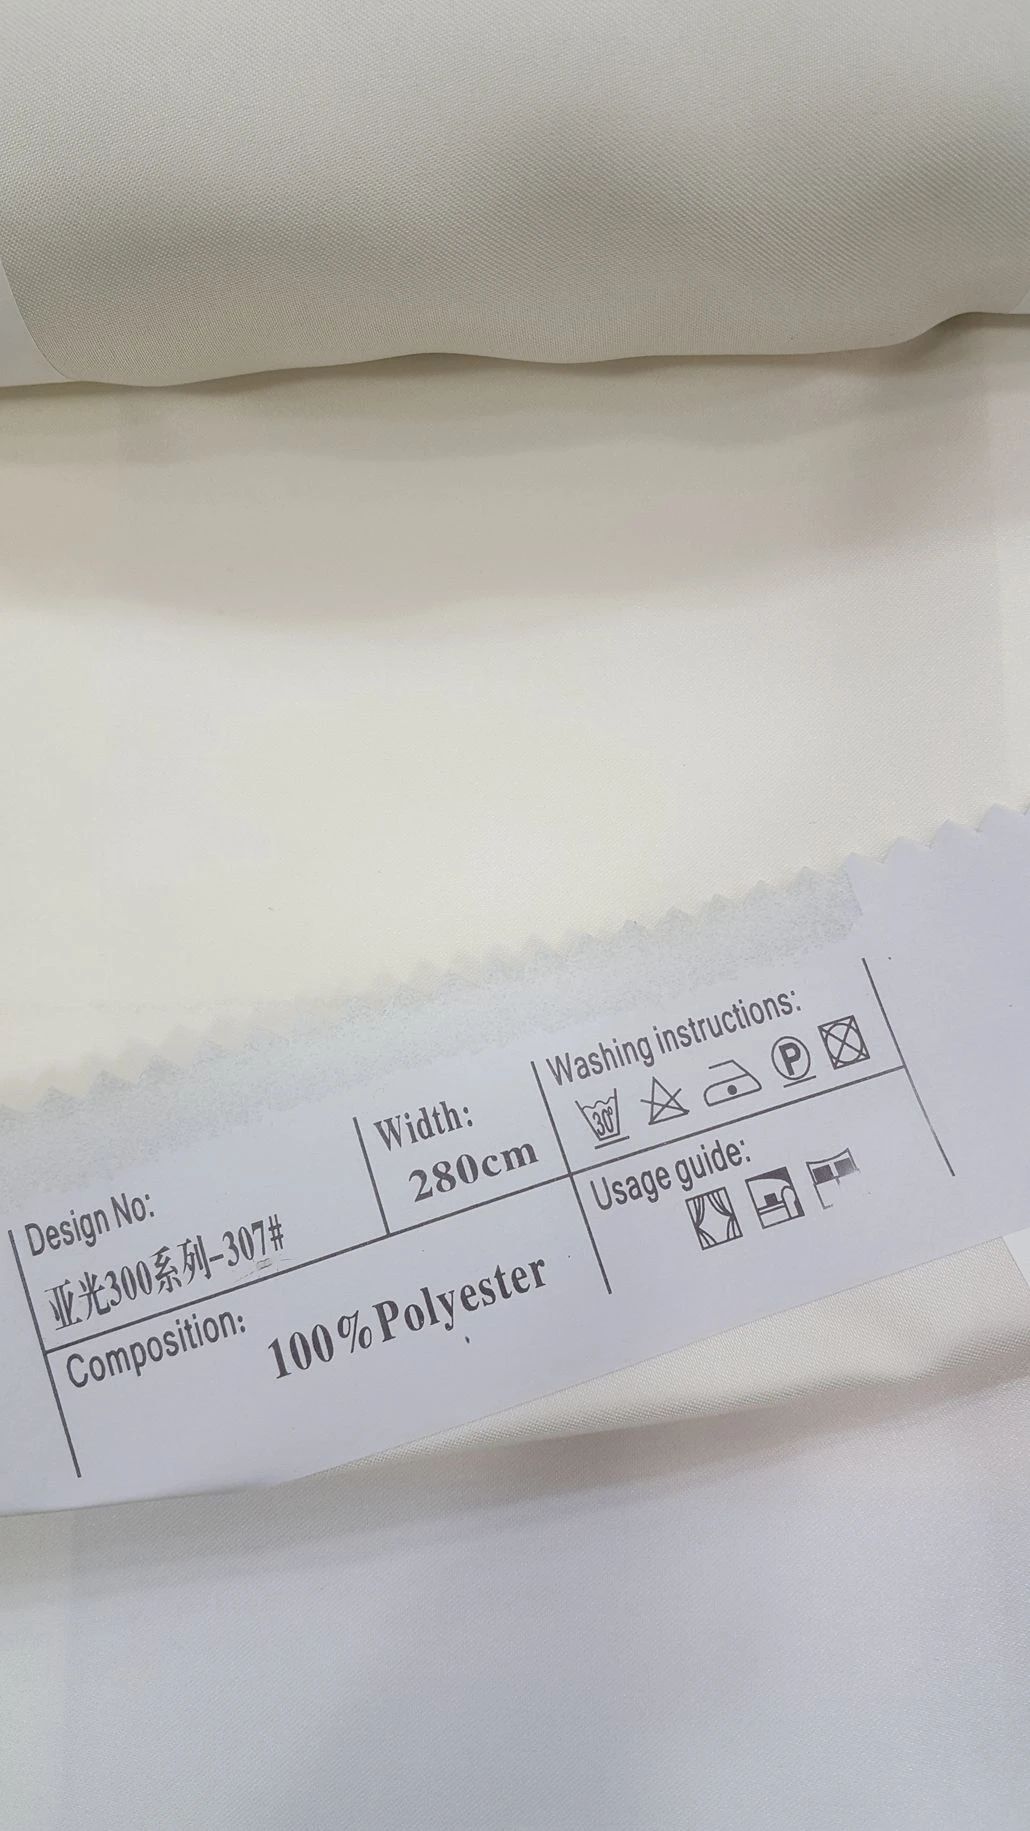 Design No:
亚光300系列-307#
Width:
280cm
Washing instructions:
30°
P
Composition:
100%Polyester
Usage guide: